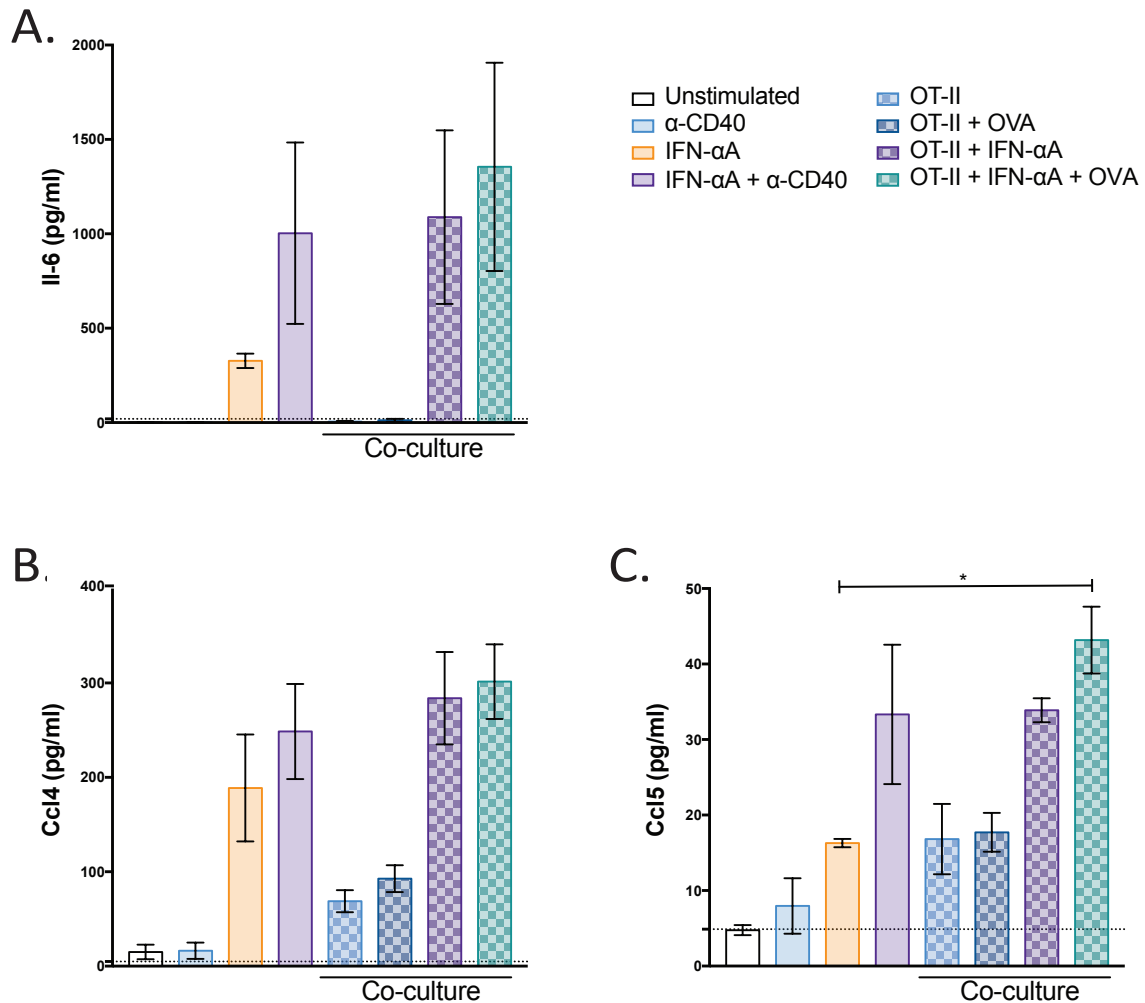 A.
Il-6 (pg/ml)
2000
1500
1000
500
0
Co-culture
Unstimulated
α-CD40
IFN-αA
IFN-αA + α-CD40
OT-II
OT-II + OVA
OT-II + IFN-αA
OT-II + IFN-αA + OVA
B.
Ccl4 (pg/ml)
400
300
200
100
0
Co-culture
C.
Ccl5 (pg/ml)
50
40
30
20
10
0
*
Co-culture